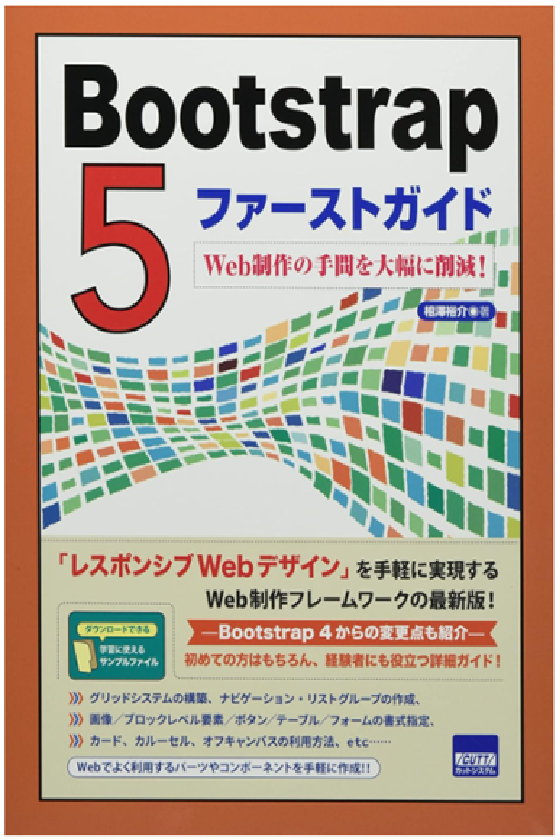 Bootstrap
5
ファーストガイド
Web制作の手間を大幅に削減！
相澤裕介●著
「レスポンシブ Web デザイン」を手軽に実現する
Web制作フレームワークの最新版！
ダウンロードできる
学習に使える
サンプルファイル
—Bootstrap 4 からの変更点も紹介—
初めての方はもちろん、経験者にも役立つ詳細ガイド！
》》グリッドシステムの構築、ナビゲーション・リストグループの作成、
》》画像／ブロックレベル要素／ボタン／テーブル／フォームの書式指定、
》》カード、カルーセル、オフキャンバスの利用方法、etc……
Webでよく利用するパーツやコンポーネントを手軽に作成!!
/CUTT/
カットシステム